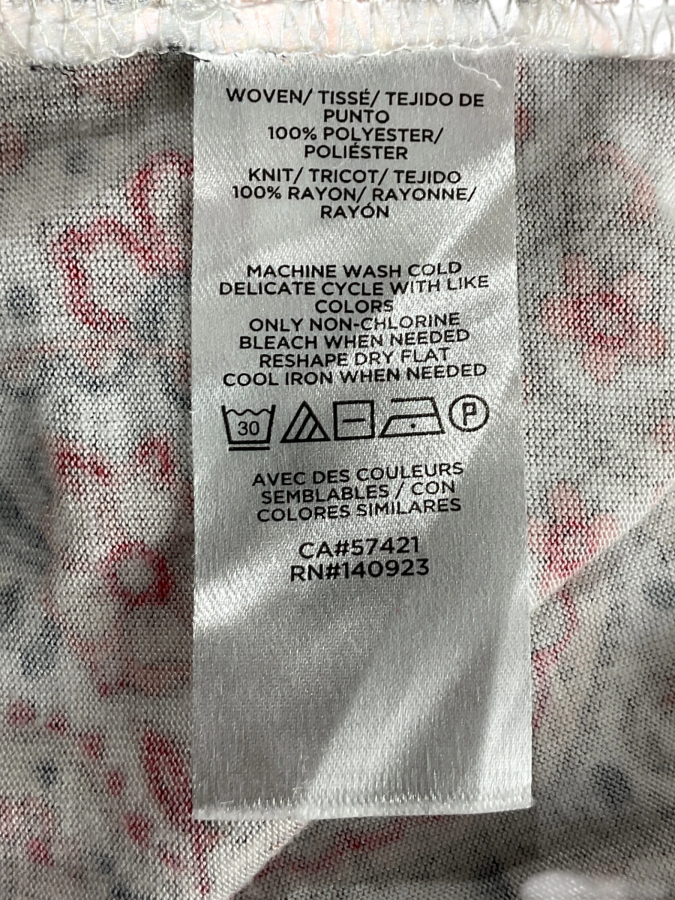 WOVEN/ TISSÉ/ TEJIDO DE
PUNTO
100% POLYESTER/
POLIÉSTER
KNIT/ TRICOT/ TEJIDO
100% RAYON/ RAYONNE/
RAYÓN
MACHINE WASH COLD
DELICATE CYCLE WITH LIKE
COLORS
ONLY NON-CHLORINE
BLEACH WHEN NEEDED
RESHAPE DRY FLAT
COOL IRON WHEN NEEDED
30 P
AVEC DES COULEURS
SEMBLABLES / CON
COLORES SIMILARES
CA#57421
RN#140923